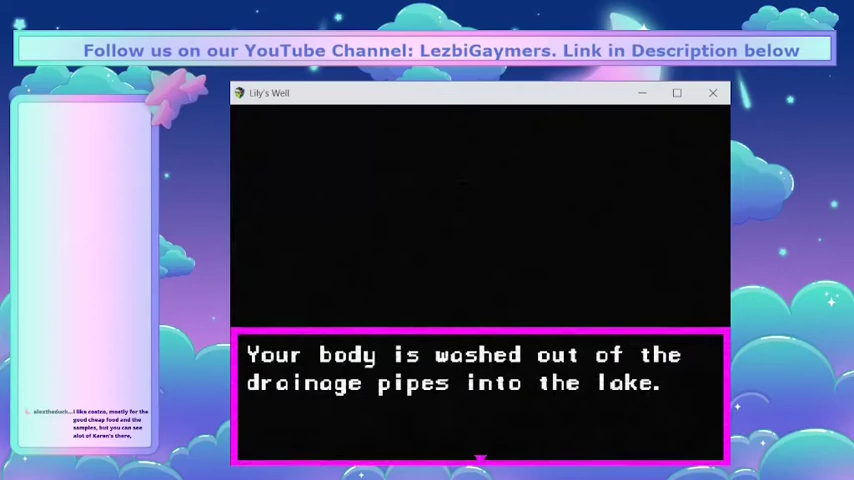 Follow us on our YouTube Channel: LezbiGaymers. Link in Description below
Lily's Well
Your body is washed out of the
drainage pipes into the lake.
alextheduck... i like costco, mostly for the
good cheap food and the
samples, but you can see
alot of Karen's there,